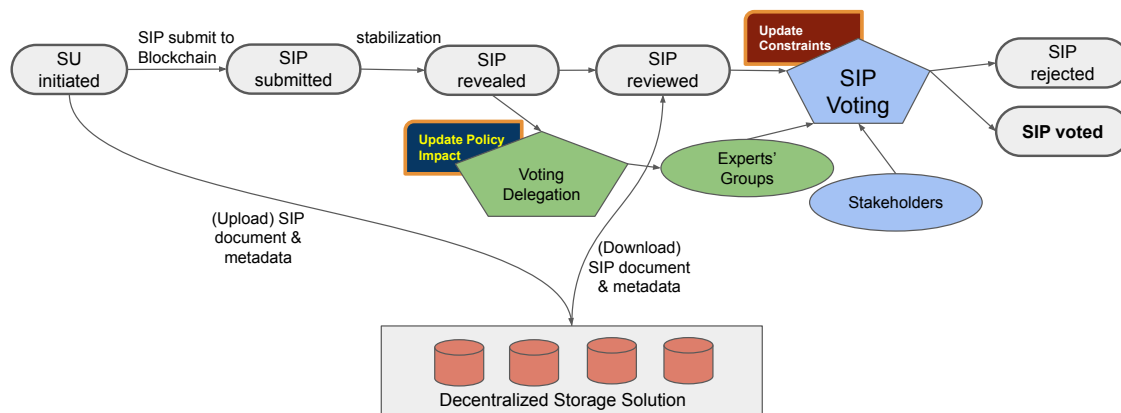 SU
initiated
SIP submit to
Blockchain
SIP
submitted
stabilization
SIP
revealed
SIP
reviewed
Update
Constraints
SIP
Voting
SIP
rejected
SIP voted
Update Policy
Impact
Voting
Delegation
Experts'
Groups
Stakeholders
(Upload) SIP
document &
metadata
(Download)
SIP document
& metadata
Decentralized Storage Solution